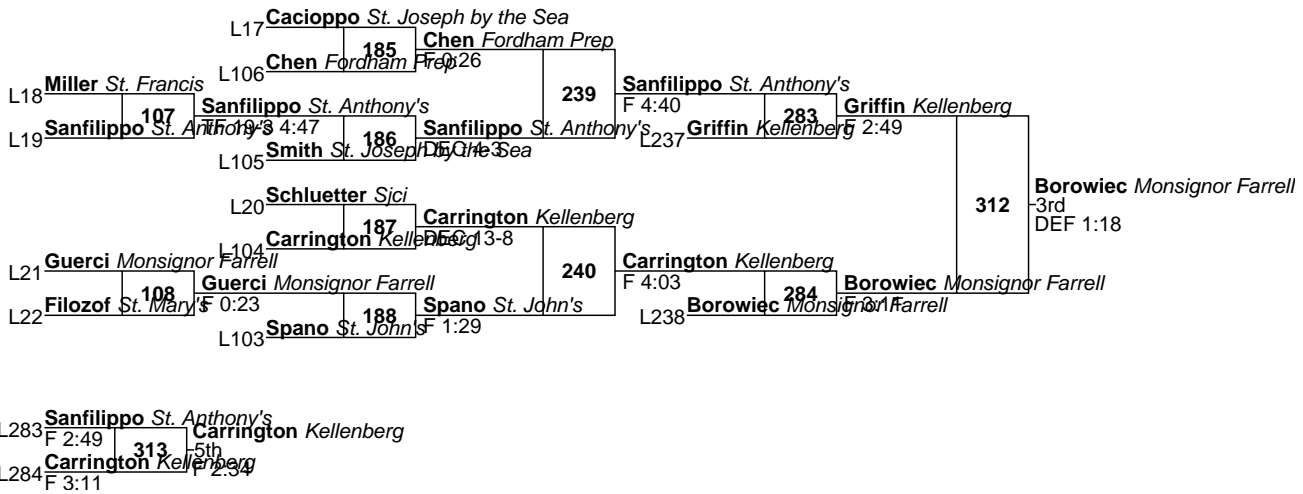 L17 Cacioppo St. Joseph by the Sea
185 Chen Fordham Prep
F 0:26
L106 Chen Fordham Prep
L18 Miller St. Francis
239 Sanfilippo St. Anthony's
F 4:40
107 Sanfilippo St. Anthony's
TF 19-3 4:47
283 Griffin Kellenberg
F 2:49
L19 Sanfilippo St. Anthony's
186 Sanfilippo St. Anthony's
DEC 4-3
L237 Griffin Kellenberg
L105 Smith St. Joseph by the Sea
312 Borowiec Monsignor Farrell
3rd
DEF 1:18
L20 Schluetter Sjci
187 Carrington Kellenberg
DEC 13-8
L104 Carrington Kellenberg
L21 Guerci Monsignor Farrell
240 Carrington Kellenberg
F 4:03
108 Guerci Monsignor Farrell
F 0:23
284 Borowiec Monsignor Farrell
F 3:11
L22 Filozof St. Mary's
188 Spano St. John's
F 1:29
L238 Borowiec Monsignor Farrell
L103 Spano St. John's
L283 Sanfilippo St. Anthony's
F 2:49
313 Carrington Kellenberg
5th
F 2:34
L284 Carrington Kellenberg
F 3:11